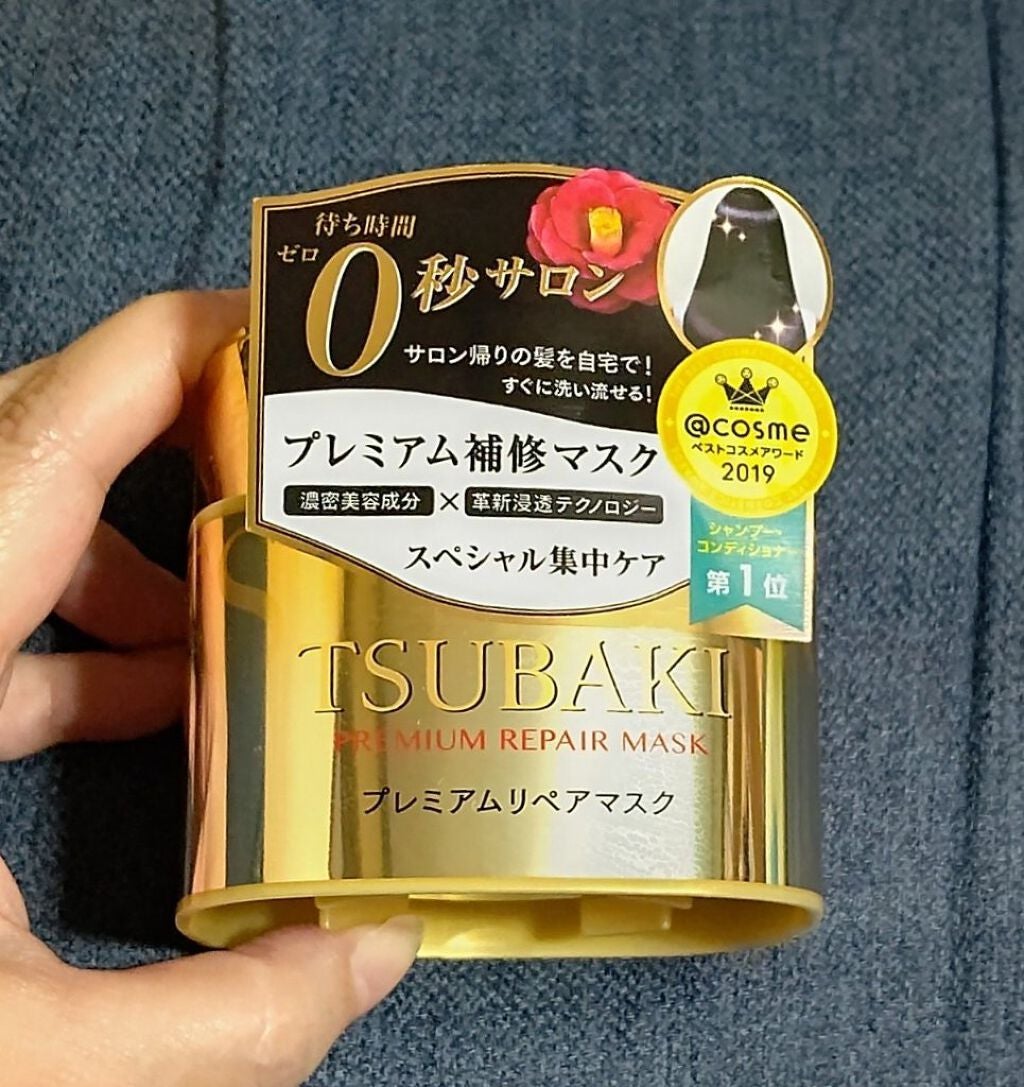 待ち時間
ゼロ
0秒サロン
サロン帰りの髪を自宅で!
すぐに洗い流せる!
プレミアム補修マスク
濃密美容成分×革新浸透テクノロジー
スペシャル集中ケア
@cosme
ベストコスメアワード
2019
シャンプー・
コンディショナー
第1位
TSUBAKI
PREMIUM REPAIR MASK
プレミアムリペアマスク